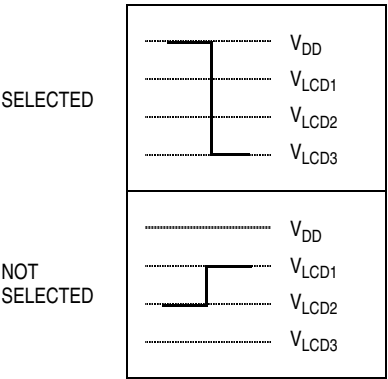 SELECTED
V_DD
V_LCD1
V_LCD2
V_LCD3
NOT
SELECTED
V_DD
V_LCD1
V_LCD2
V_LCD3